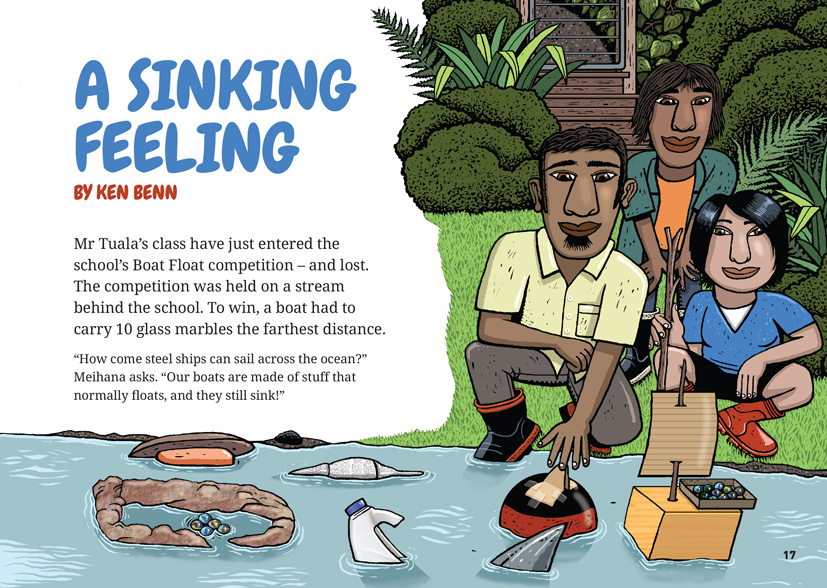 A SINKING
FEELING
BY KEN BENN
Mr Tuala’s class have just entered the
school’s Boat Float competition – and lost.
The competition was held on a stream
behind the school. To win, a boat had to
carry 10 glass marbles the farthest distance.
“How come steel ships can sail across the ocean?”
Meihana asks. “Our boats are made of stuff that
normally floats, and they still sink!”
17